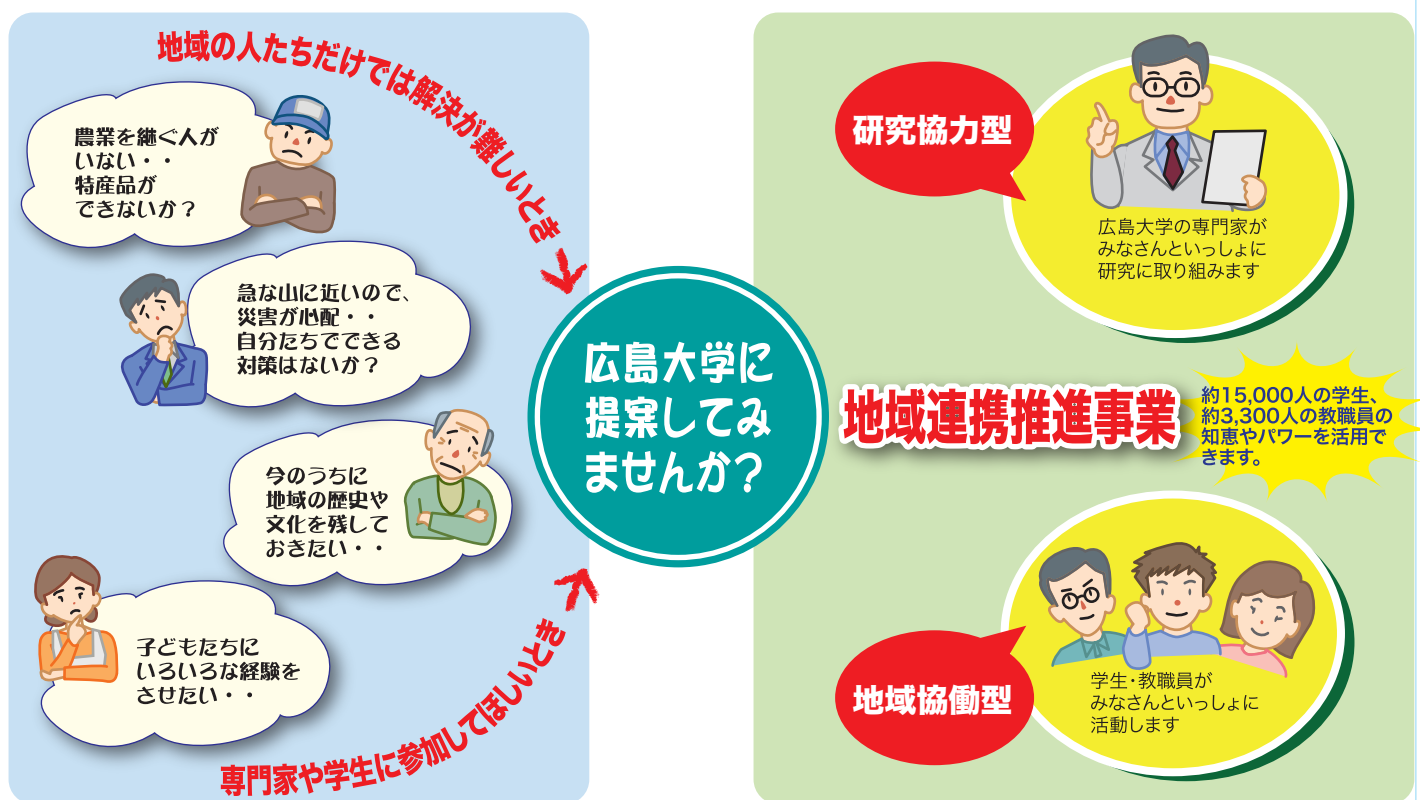 地域の人たちだけでは解決が難しいとき
農業を継ぐ人が
いない・・
特産品が
できないか？
急な山に近いので、
災害が心配・・
自分たちでできる
対策はないか？
今のうちに
地域の歴史や
文化を残して
おきたい・・
子どもたちに
いろいろな経験を
させたい・・
専門家や学生に参加してほしいとき
広島大学に
提案してみ
ませんか？
研究協力型
広島大学の専門家が
みなさんといっしょに
研究に取り組みます
地域連携推進事業
約15,000人の学生、
約3,300人の教職員の
知恵やパワーを活用で
きます。
地域協働型
学生・教職員が
みなさんといっしょに
活動します